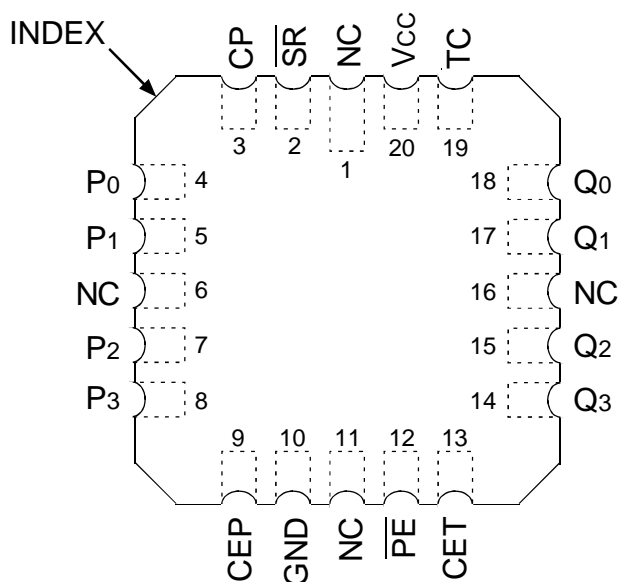 INDEX
CP S̅R̅ NC VCC TC
3 2 1 20 19
P0 4 18 Q0
P1 5 17 Q1
NC 6 16 NC
P2 7 15 Q2
P3 8 14 Q3
9 10 11 12 13
CEP GND NC P̅E̅ CET